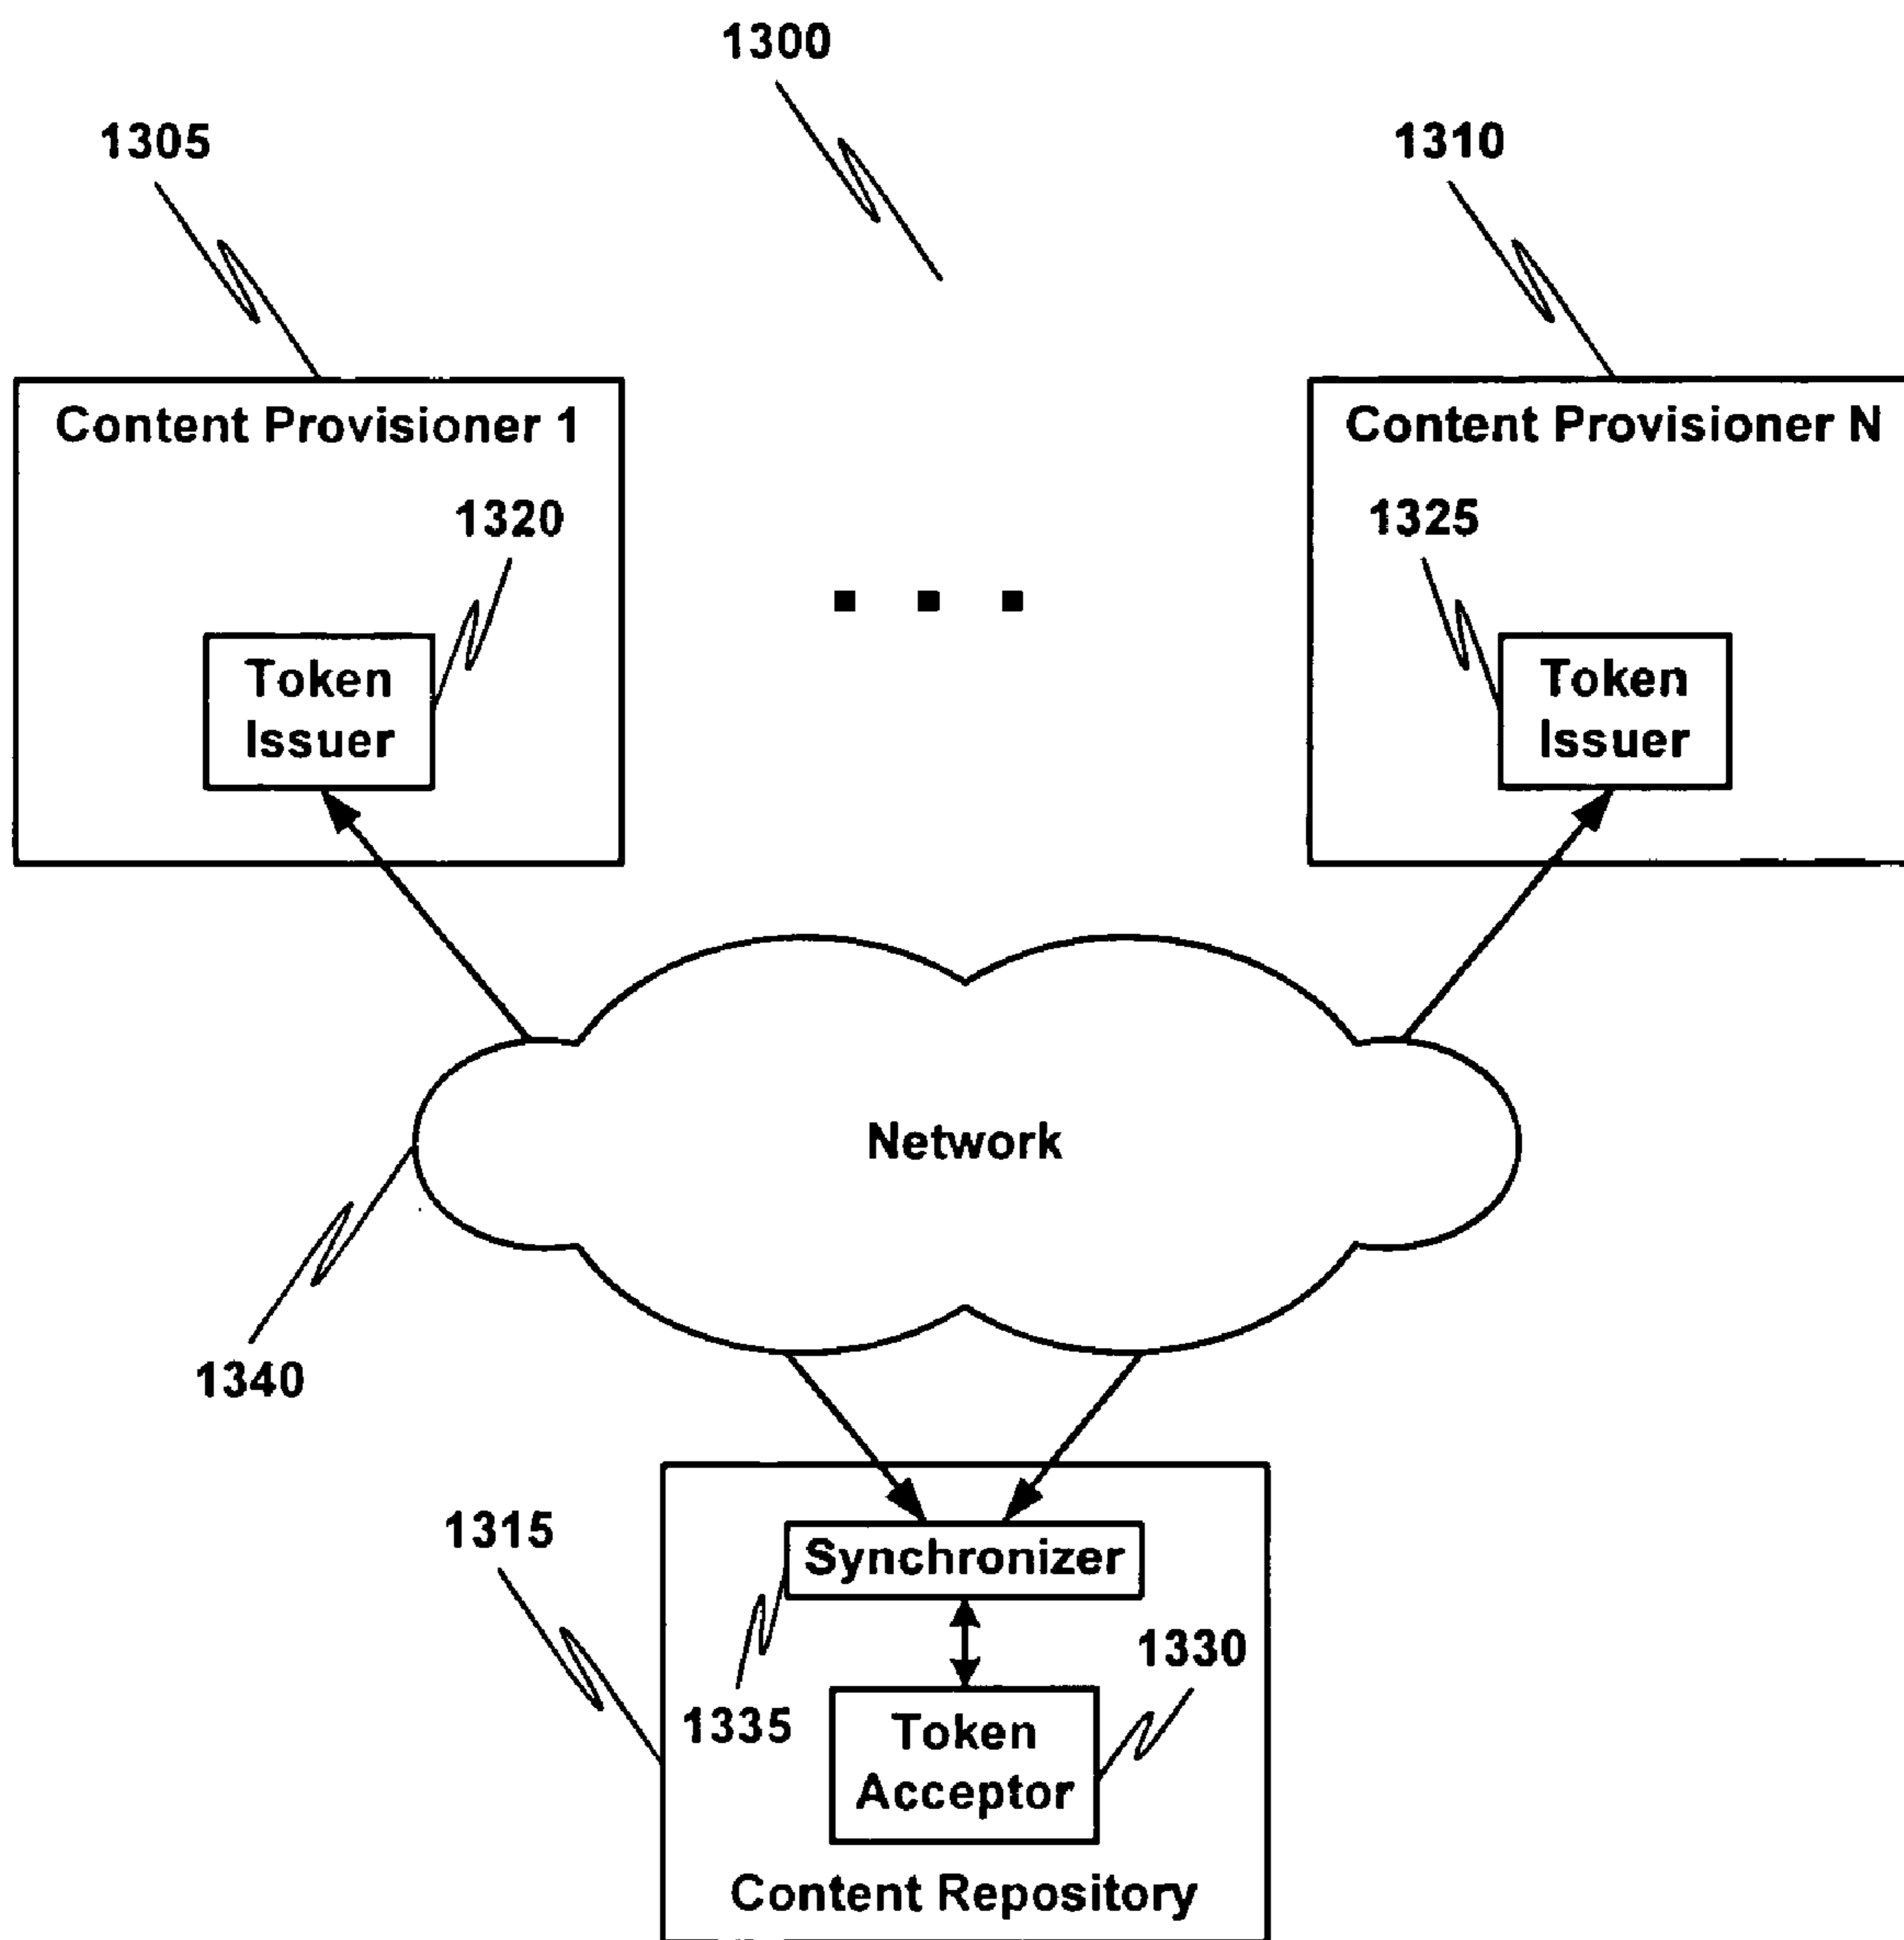 1300
1305
1310
Content Provisioner 1
Content Provisioner N
1320
1325
Token
Issuer
Token
Issuer
Network
1340
1315
Synchronizer
1330
1335
Token
Acceptor
Content Repository